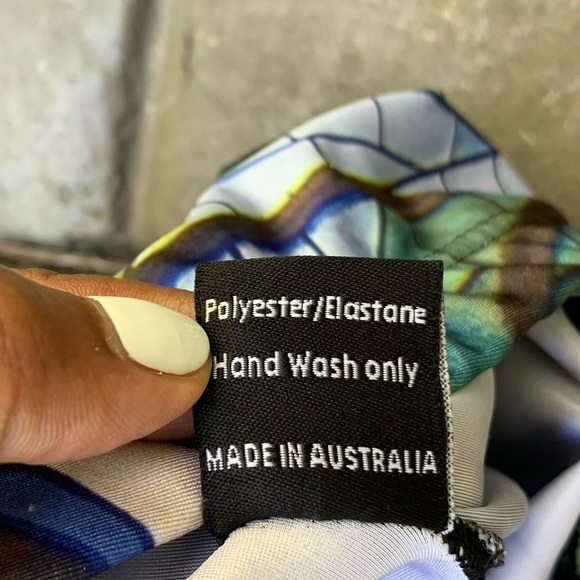 Polyester/Elastane
Hand Wash only
MADE IN AUSTRALIA